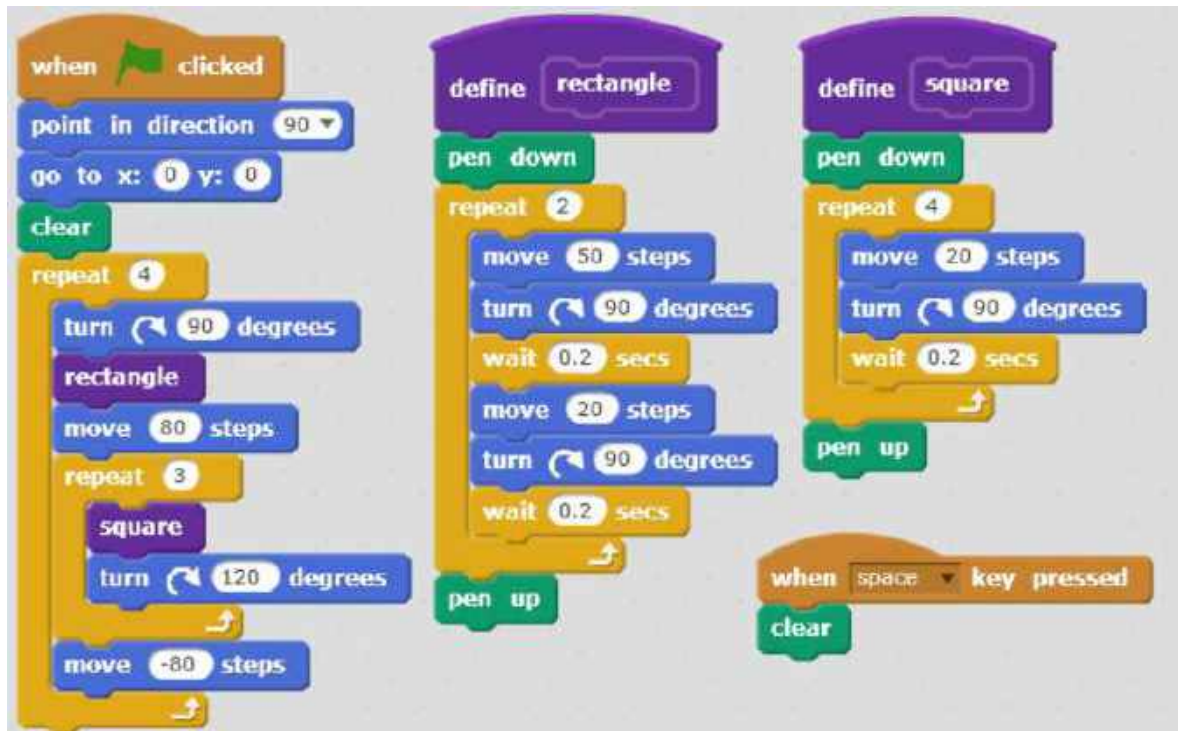 when clicked
point in direction 90
go to x: 0 y: 0
clear
repeat 4
turn 90 degrees
rectangle
move 80 steps
repeat 3
square
turn 120 degrees
move -80 steps
define rectangle
pen down
repeat 2
move 50 steps
turn 90 degrees
wait 0.2 secs
move 20 steps
turn 90 degrees
wait 0.2 secs
pen up
define square
pen down
repeat 4
move 20 steps
turn 90 degrees
wait 0.2 secs
pen up
when space key pressed
clear